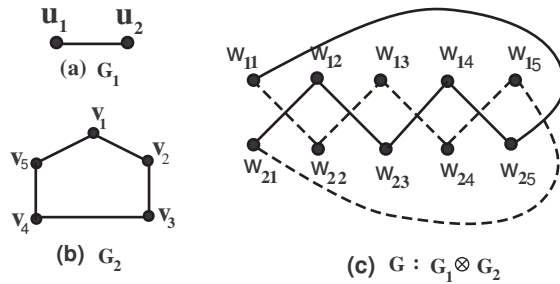 u₁ u₂
(a) G₁
v₁
v₅ v₂
v₄ v₃
(b) G₂
w₁₁ w₁₂ w₁₃ w₁₄ w₁₅
w₂₁ w₂₂ w₂₃ w₂₄ w₂₅
(c) G : G₁ ⊗ G₂